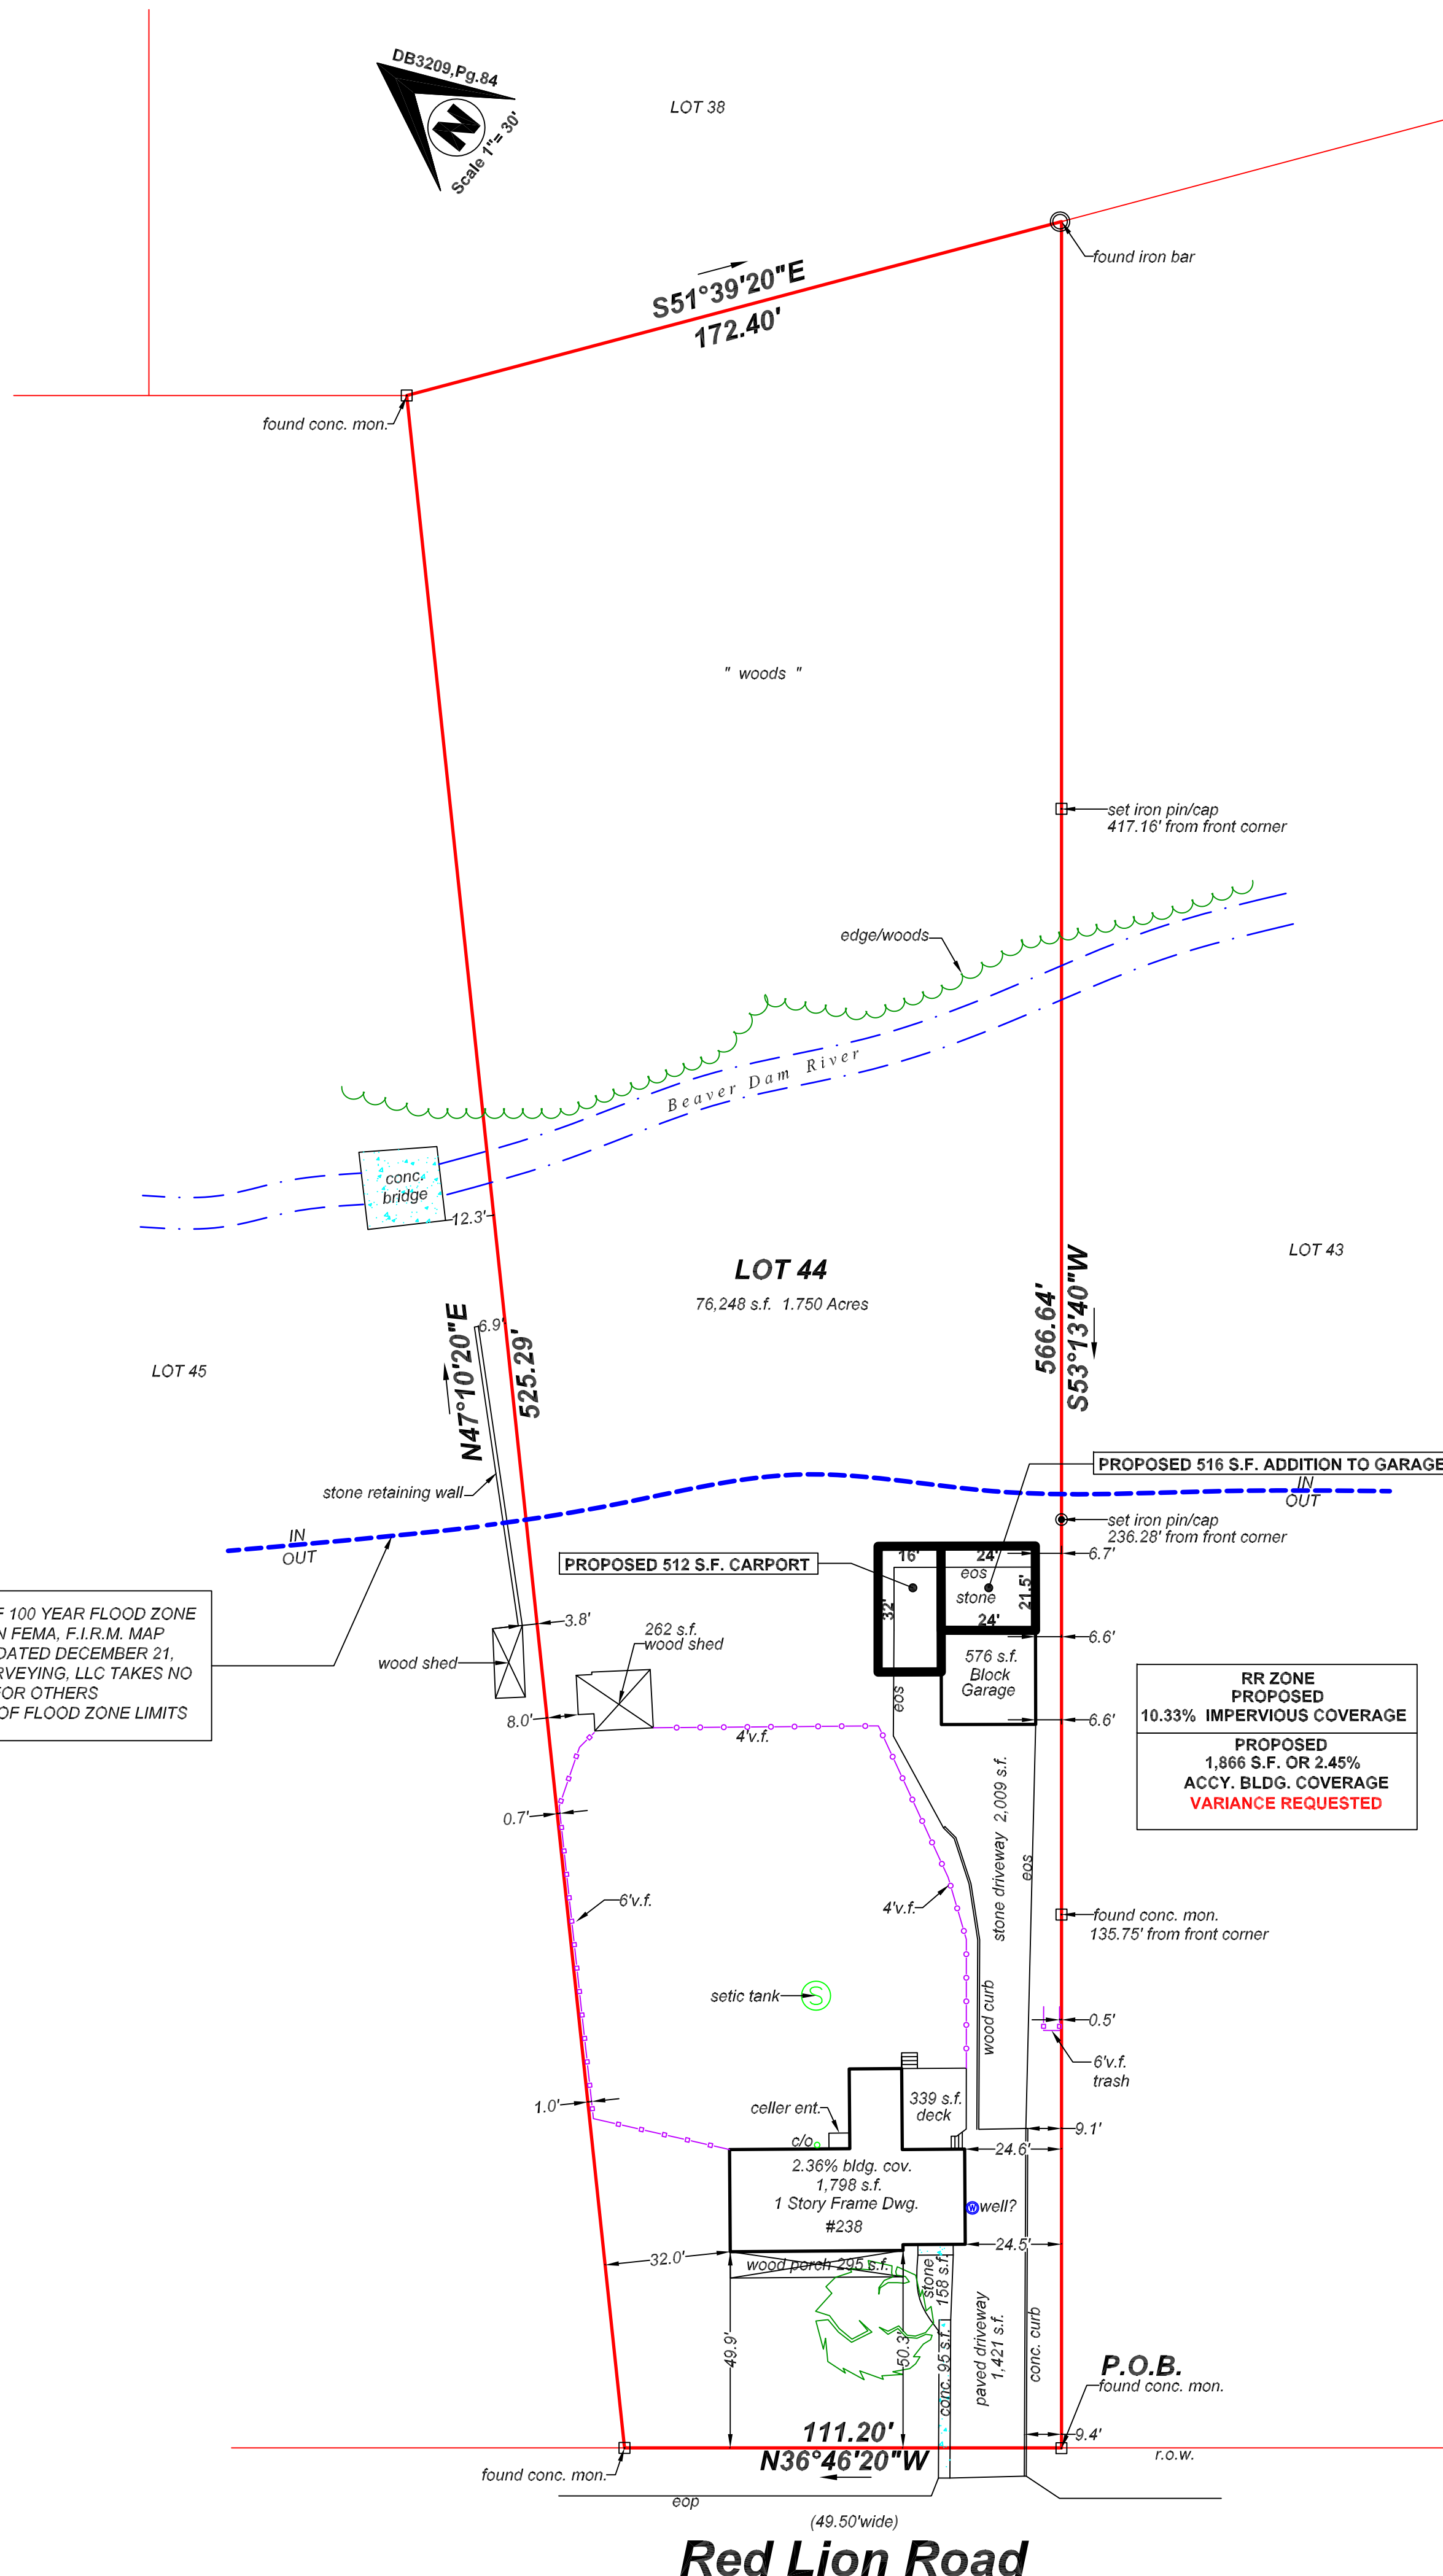 DB3209,Pg.84
N
Scale 1"= 30'
LOT 38
found iron bar
S51°39'20"E
172.40'
found conc. mon.
" woods "
set iron pin/cap
417.16' from front corner
edge/woods
Beaver Dam River
conc.
bridge
12.3'
LOT 44
76,248 s.f. 1.750 Acres
LOT 43
566.64'
S53°13'40"W
6.9'
N47°10'20"E
525.29'
LOT 45
PROPOSED 516 S.F. ADDITION TO GARAGE
IN
OUT
stone retaining wall
IN
OUT
set iron pin/cap
236.28' from front corner
PROPOSED 512 S.F. CARPORT
16'
24'
6.7'
eos
stone
21.5'
32'
24'
F 100 YEAR FLOOD ZONE
N FEMA, F.I.R.M. MAP
DATED DECEMBER 21,
RVEYING, LLC TAKES NO
FOR OTHERS
OF FLOOD ZONE LIMITS
3.8'
262 s.f.
wood shed
wood shed
6.6'
576 s.f.
Block
Garage
eos
8.0'
6.6'
4'v.f.
RR ZONE
PROPOSED
10.33% IMPERVIOUS COVERAGE
PROPOSED
1,866 S.F. OR 2.45%
ACCY. BLDG. COVERAGE
VARIANCE REQUESTED
0.7'
stone driveway 2,009 s.f.
eos
6'v.f.
4'v.f.
found conc. mon.
135.75' from front corner
setic tank
S
wood curb
0.5'
6'v.f.
trash
1.0'
celler ent.
339 s.f.
deck
9.1'
c/o
24.6'
2.36% bldg. cov.
1,798 s.f.
1 Story Frame Dwg.
#238
W
well?
24.5'
32.0'
wood porch 295 s.f.
stone
158 s.f.
49.9'
50.3'
conc. 95 s.f.
paved driveway
1,421 s.f.
conc. curb
P.O.B.
found conc. mon.
9.4'
111.20'
N36°46'20"W
r.o.w.
found conc. mon.
eop
(49.50'wide)
Red Lion Road